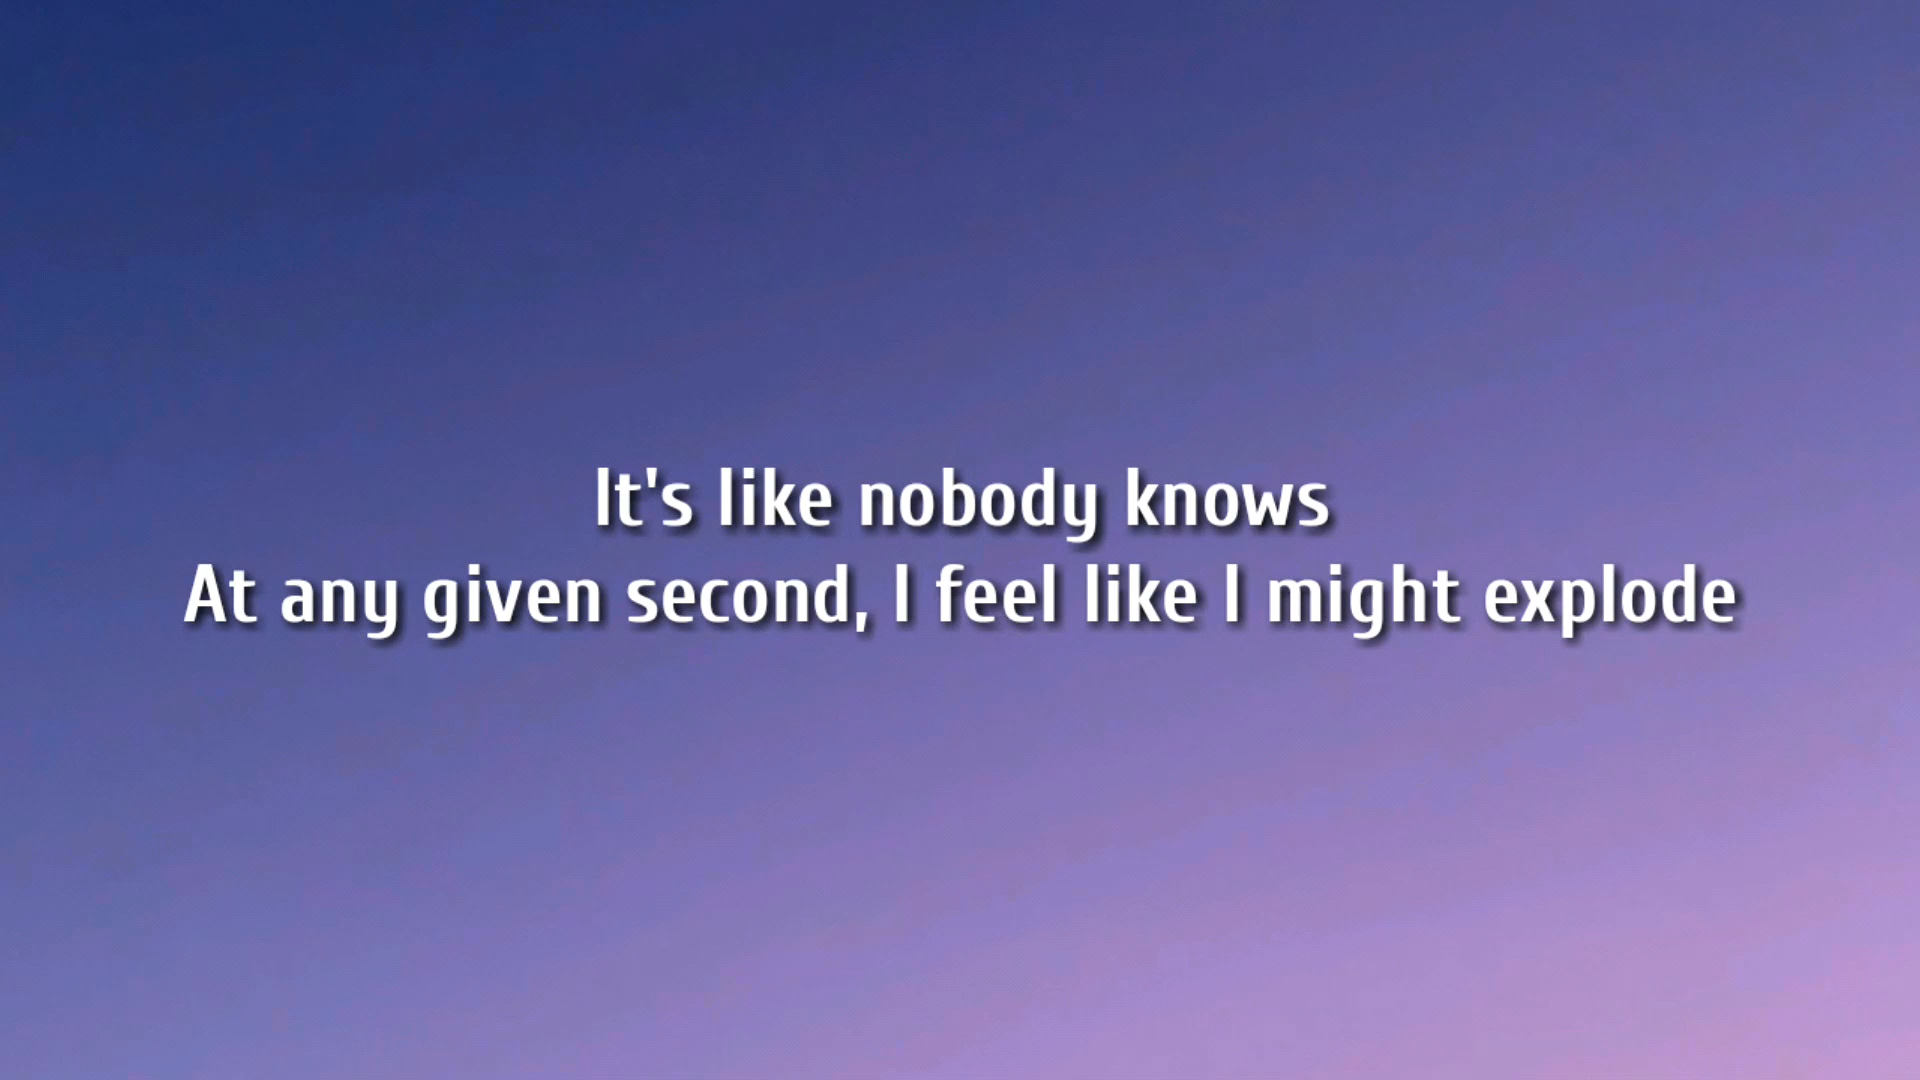 It's like nobody knows
At any given second, I feel like I might explode